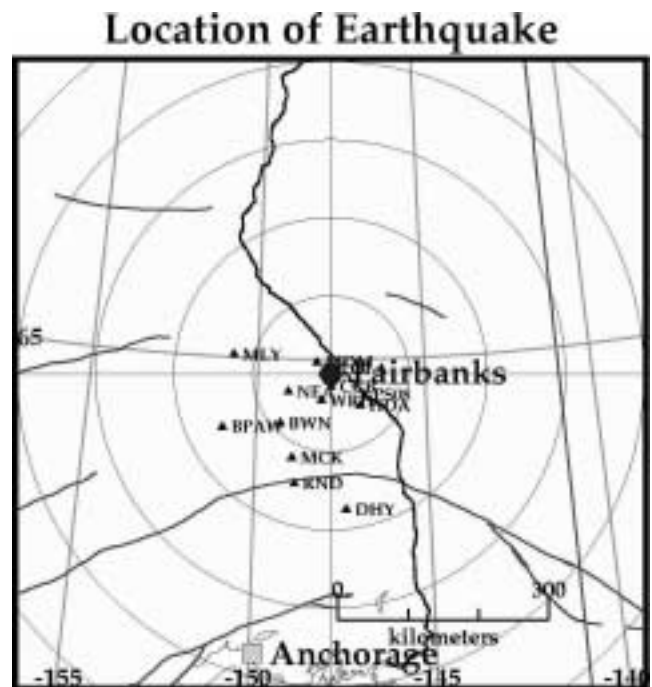 Location of Earthquake
65
MLY
Fairbanks
NE
WR
BPAW
BWN
MCK
RND
DHY
0
300
kilometers
Anchorage
-155
-150
-145
-140